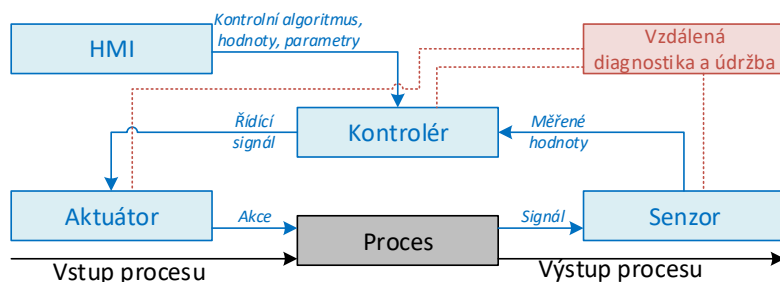 Kontrolní algoritmus,
hodnoty, parametry
HMI
Vzdálená
diagnostika a údržba
Řídící
signál
Kontrolér
Měřené
hodnoty
Aktuátor
Akce
Proces
Signál
Senzor
Vstup procesu
Výstup procesu